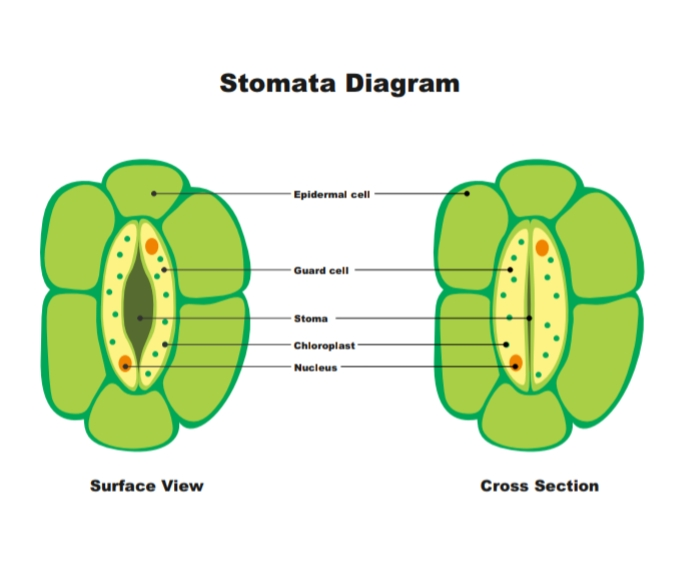 Stomata Diagram
Epidermal cell
Guard cell
Stoma
Chloroplast
Nucleus
Surface View
Cross Section